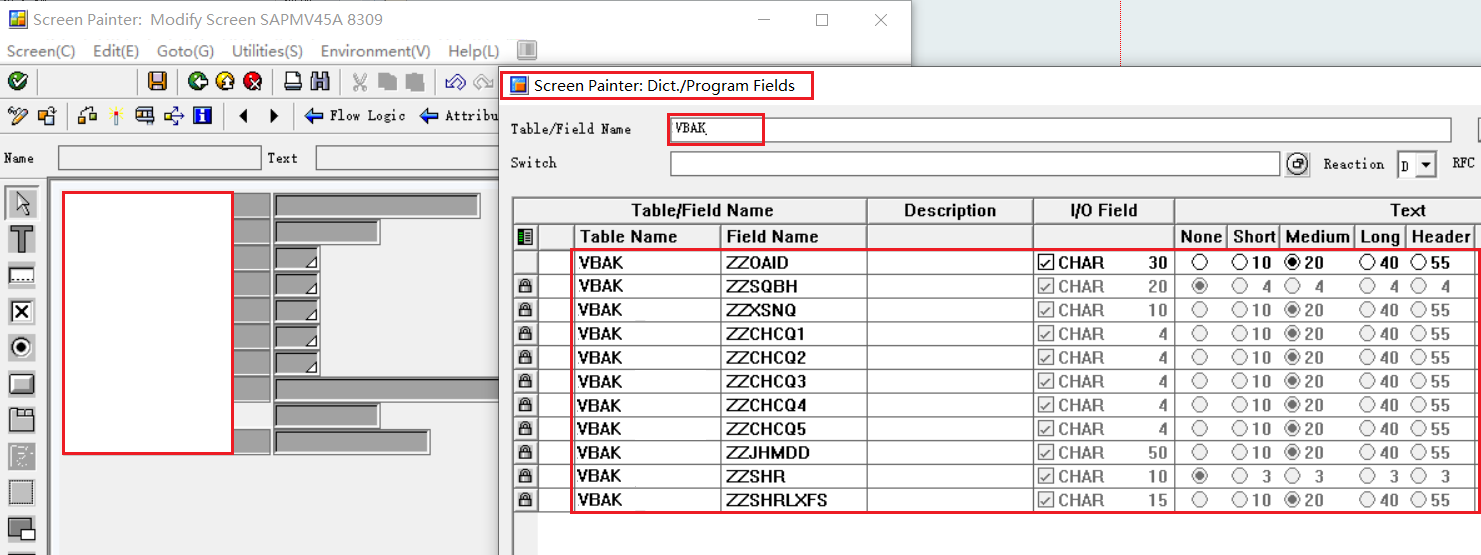 Screen Painter:  Modify Screen SAPMV45A 8309
Screen(C)  Edit(E)  Goto(G)  Utilities(S)  Environment(V)  Help(L)
Flow Logic  Attribu
Name  Text
Screen Painter: Dict./Program Fields
Table/Field Name  VBAK
Switch  Reaction  D  RFC
Table/Field Name  Description  I/O Field  Text
Table Name  Field Name  None  Short  Medium  Long  Header
VBAK  ZZOAID  CHAR  30  10  20  40  55
VBAK  ZZSQBH  CHAR  20  4  4  4  4
VBAK  ZZXSNQ  CHAR  10  10  20  40  55
VBAK  ZZCHCQ1  CHAR  4  10  20  40  55
VBAK  ZZCHCQ2  CHAR  4  10  20  40  55
VBAK  ZZCHCQ3  CHAR  4  10  20  40  55
VBAK  ZZCHCQ4  CHAR  4  10  20  40  55
VBAK  ZZCHCQ5  CHAR  4  10  20  40  55
VBAK  ZZJHMDD  CHAR  50  10  20  40  55
VBAK  ZZSHR  CHAR  10  3  3  3  3
VBAK  ZZSHRLXFS  CHAR  15  10  20  40  55